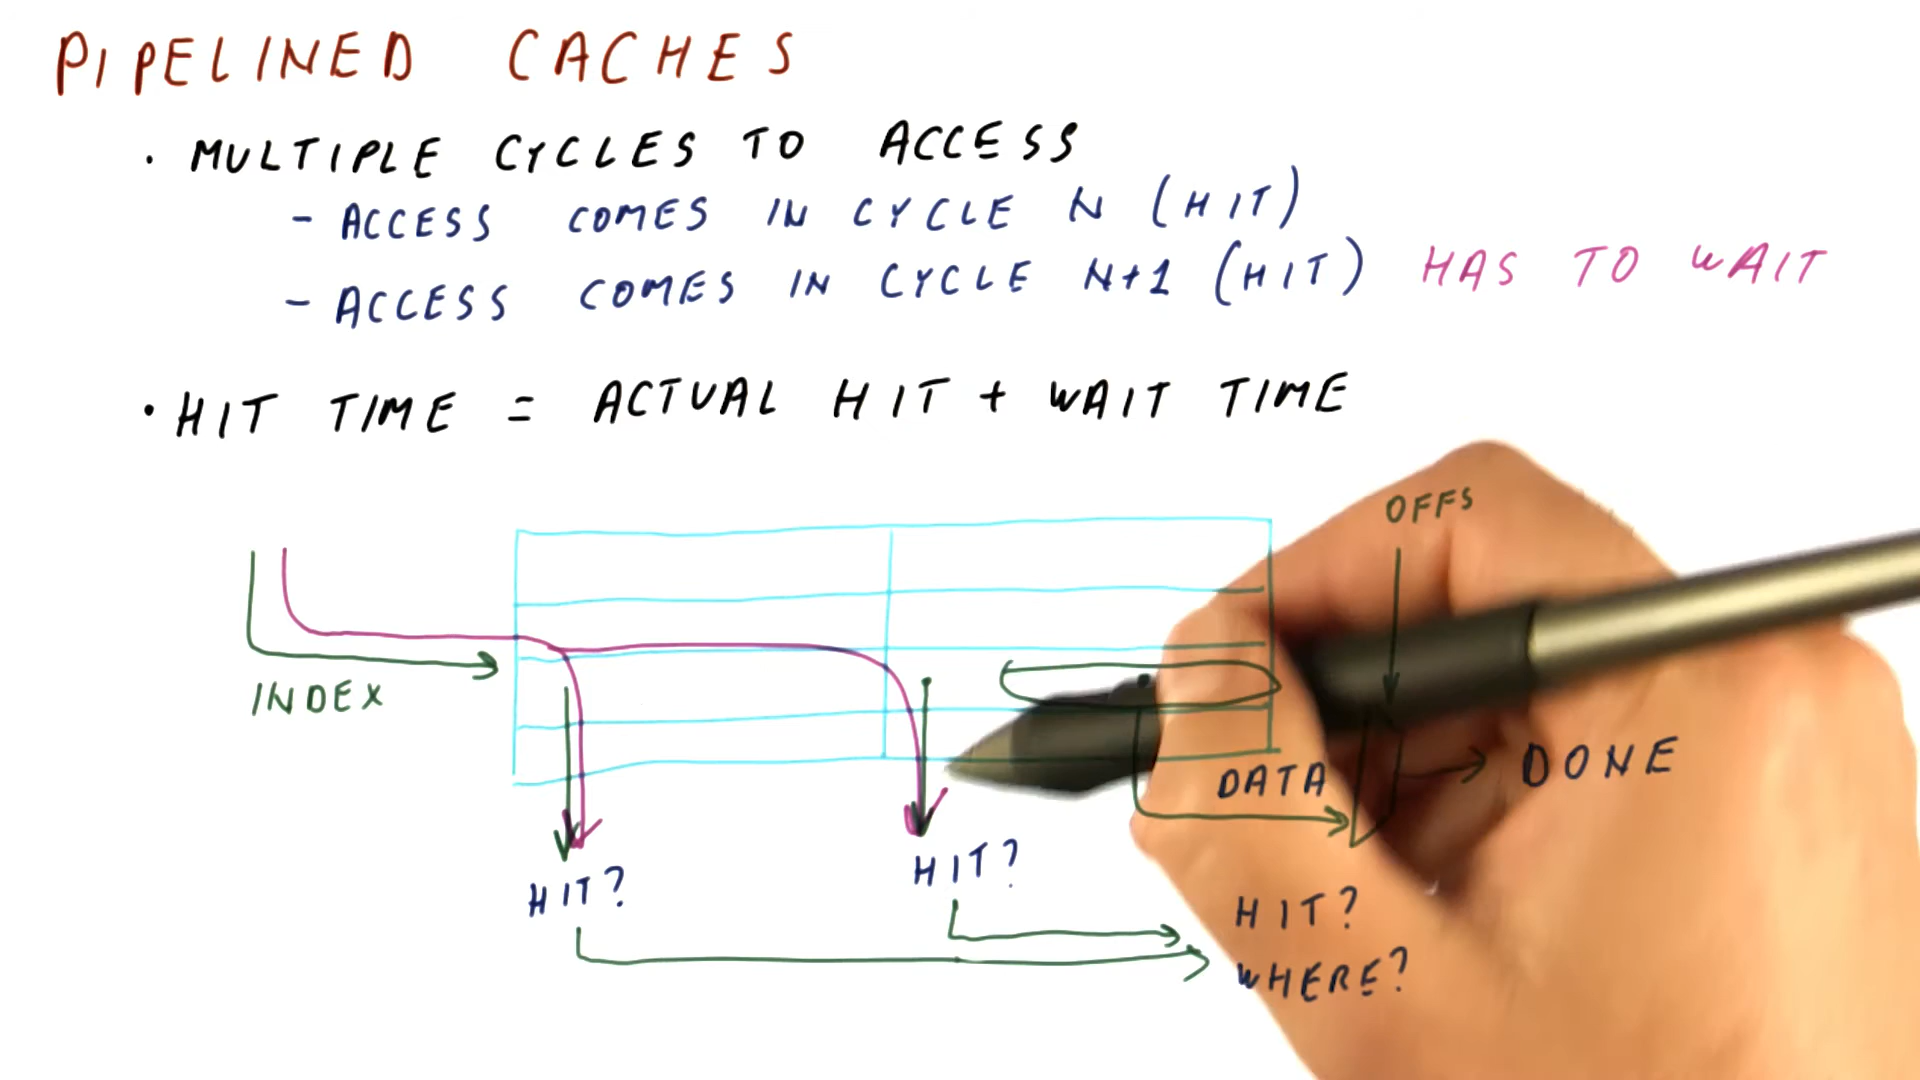 PIPELINED CACHES
• MULTIPLE CYCLES TO ACCESS
- ACCESS COMES IN CYCLE N (HIT)
- ACCESS COMES IN CYCLE N+1 (HIT) HAS TO WAIT
• HIT TIME = ACTUAL HIT + WAIT TIME
OFFS
INDEX
DATA
DONE
HIT?
HIT?
HIT?
WHERE?